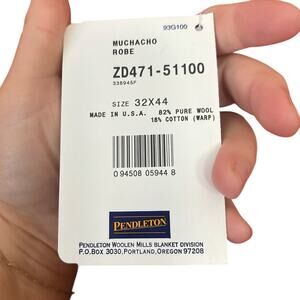 93G100
MUCHACHO
ROBE
ZD471-51100
338945F
SIZE 32X44
MADE IN U.S.A. 82% PURE WOOL
18% COTTON (WARP)
0 94508 05944 8
PENDLETON
PENDLETON WOOLEN MILLS BLANKET DIVISION
P.O.Box 3030, Portland, OREGON 97208